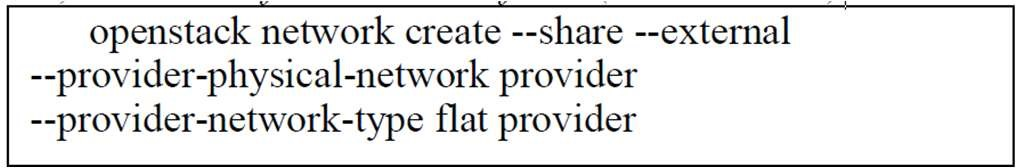 openstack network create --share --external
--provider-physical-network provider
--provider-network-type flat provider